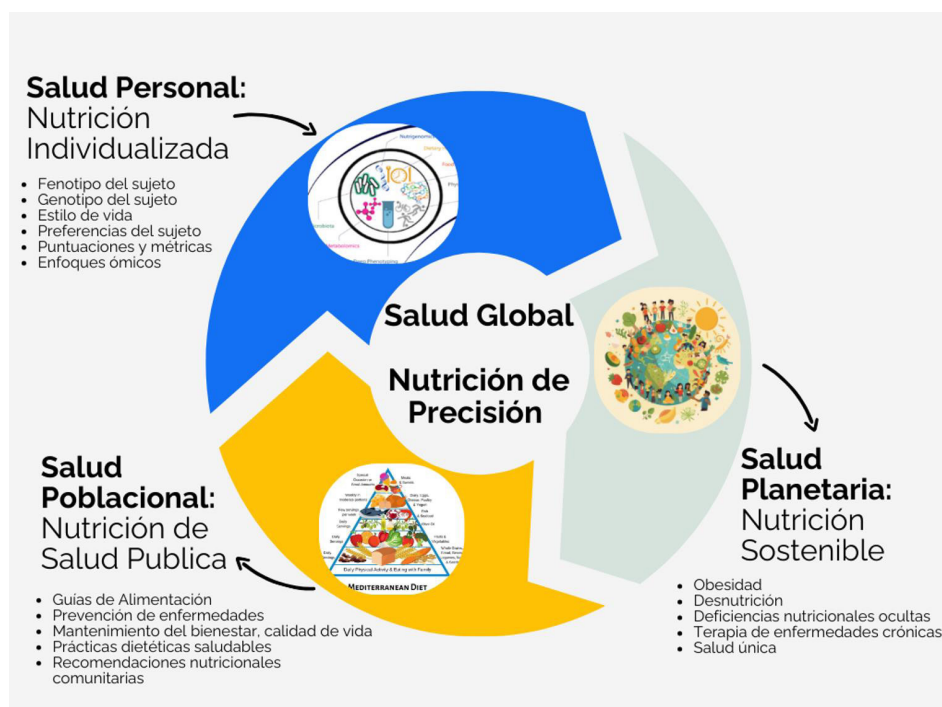 Salud Personal:
Nutrición
Individualizada
• Fenotipo del sujeto
• Genotipo del sujeto
• Estilo de vida
• Preferencias del sujeto
• Puntuaciones y métricas
• Enfoques ómicos
Salud Global
Nutrición de
Precisión
Salud
Poblacional:
Nutrición de
Salud Publica
• Guías de Alimentación
• Prevención de enfermedades
• Mantenimiento del bienestar, calidad de vida
• Prácticas dietéticas saludables
• Recomendaciones nutricionales
comunitarias
Daily Physical Activity & Eating with Family
MEDITERRANEAN DIET
Salud
Planetaria:
Nutrición
Sostenible
• Obesidad
• Desnutrición
• Deficiencias nutricionales ocultas
• Terapia de enfermedades crónicas
• Salud única